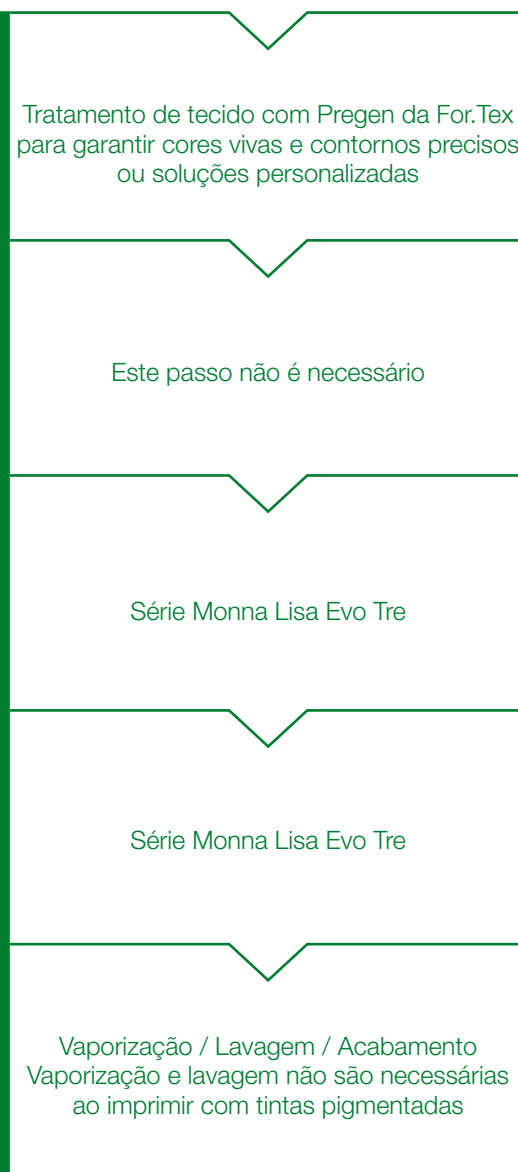 Tratamento de tecido com Pregen da For.Tex
para garantir cores vivas e contornos precisos
ou soluções personalizadas
Este passo não é necessário
Série Monna Lisa Evo Tre
Série Monna Lisa Evo Tre
Vaporização / Lavagem / Acabamento
Vaporização e lavagem não são necessárias
ao imprimir com tintas pigmentadas